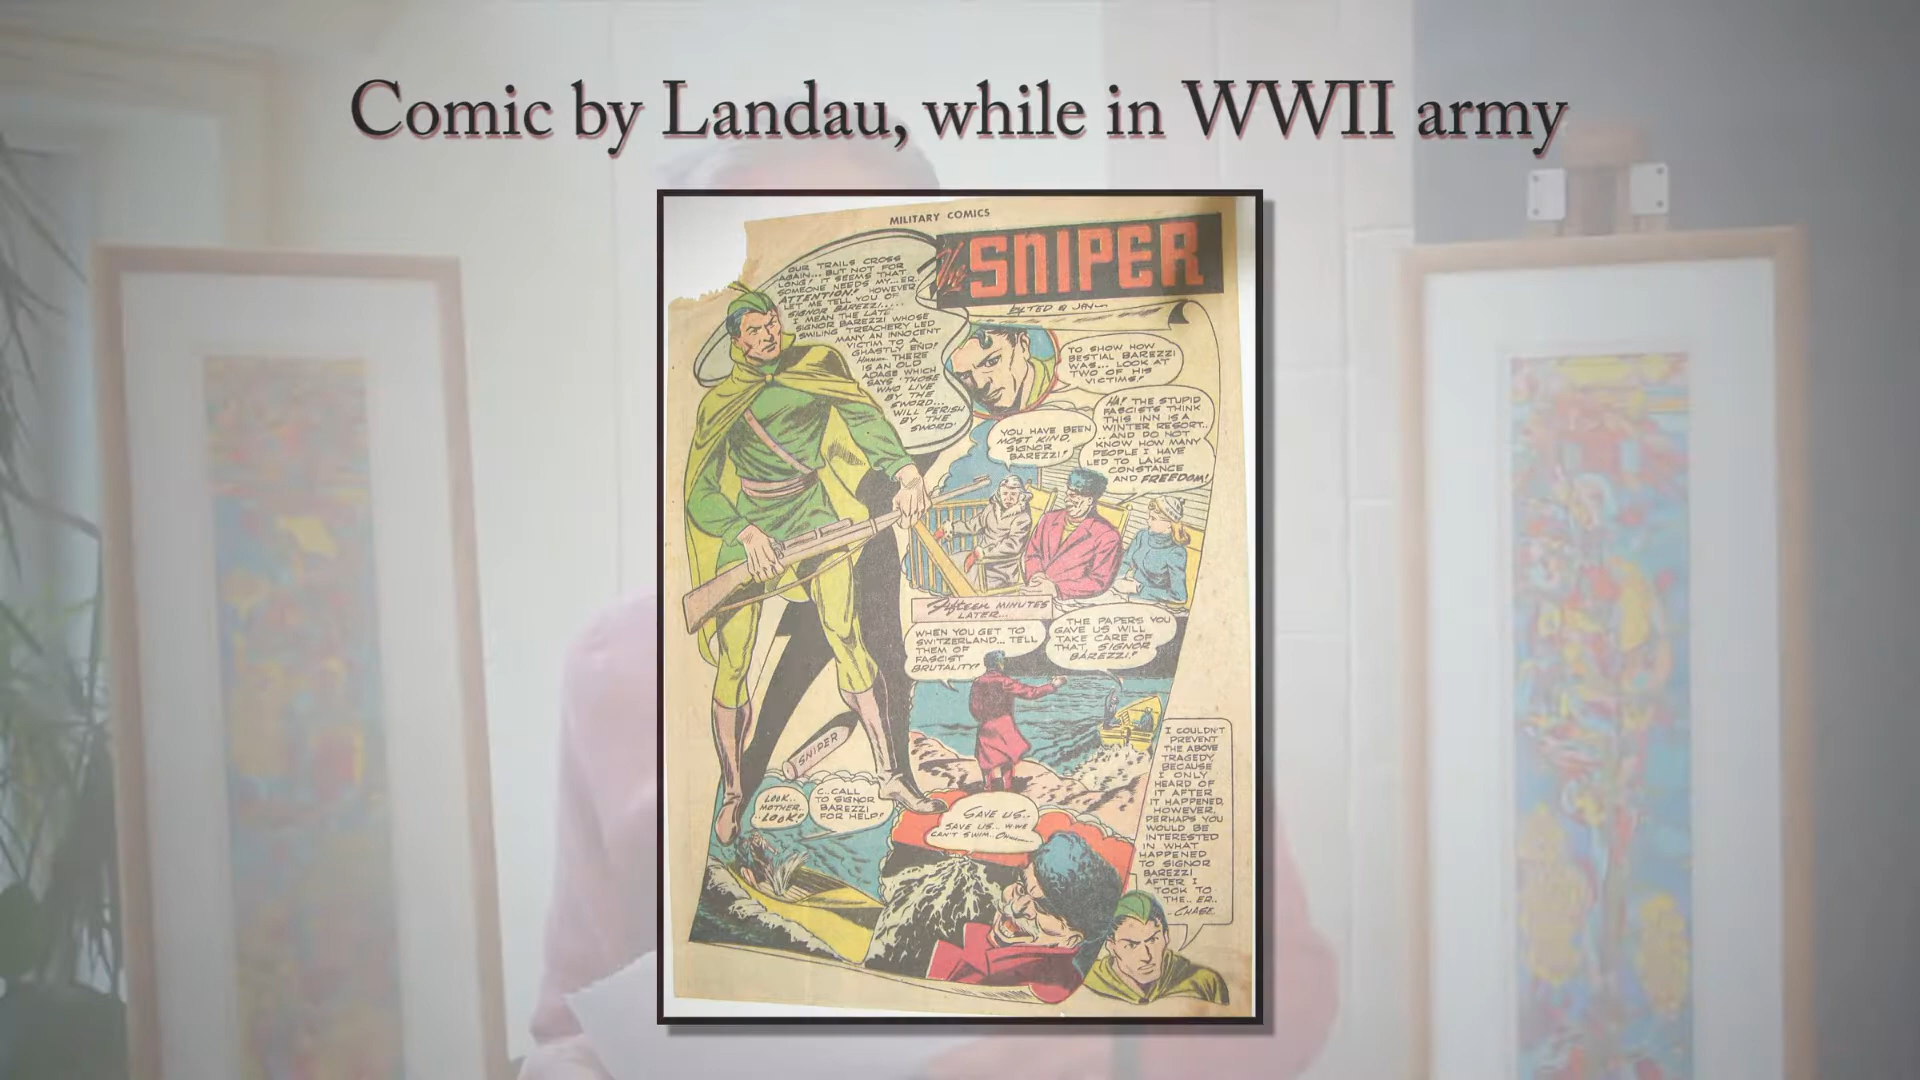 Comic by Landau, while in WWII army
MILITARY COMICS
The SNIPER
by TED & JAY
OUR TRAILS CROSS
AGAIN... BUT NOT FOR
LONG! IT SEEMS THAT
SOMEONE NEEDS MY...ER..
ATTENTION! HOWEVER
LET ME TELL YOU OF
SIGNOR BAREZZI.....
I MEAN THE LATE
SIGNOR BAREZZI WHOSE
SMILING TREACHERY LED
MANY AN INNOCENT
VICTIM TO A
GHASTLY END!
Hmmm.. THERE
IS AN OLD
ADAGE WHICH
SAYS 'THOSE
WHO LIVE
BY THE
SWORD...
WILL PERISH
BY THE
SWORD'.
TO SHOW HOW
BESTIAL BAREZZI
WAS... LOOK AT
TWO OF HIS
VICTIMS!
YOU HAVE BEEN
MOST KIND,
SIGNOR
BAREZZI!
HA! THE STUPID
FASCISTS THINK
THIS INN IS A
WINTER RESORT..
..AND DO NOT
KNOW HOW MANY
PEOPLE I HAVE
LED TO LAKE
CONSTANCE
AND FREEDOM!
Fifteen MINUTES
LATER...
WHEN YOU GET TO
SWITZERLAND... TELL
THEM OF
FASCIST
BRUTALITY!
THE PAPERS YOU
GAVE US WILL
TAKE CARE OF
THAT, SIGNOR
BAREZZI!
SNIPER
LOOK..
MOTHER..
..LOOK!
C..CALL
TO SIGNOR
BAREZZI
FOR HELP!
SAVE US..
SAVE US... W-WE
CAN'T SWIM..
I COULDN'T
PREVENT
THE ABOVE
TRAGEDY
BECAUSE
I ONLY
HEARD OF
IT AFTER
IT HAPPENED,
HOWEVER,
PERHAPS YOU
WOULD BE
INTERESTED
IN WHAT
HAPPENED
TO SIGNOR
BAREZZI
AFTER I
TOOK TO
THE.. ER..
-CHASE.